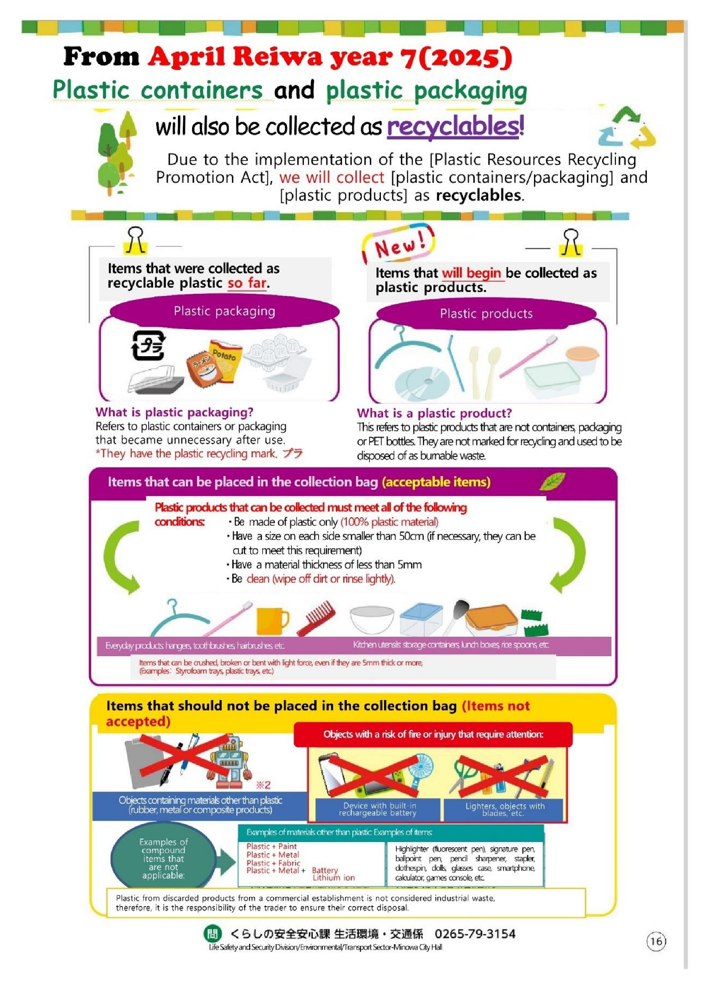 From April Reiwa year 7(2025)
Plastic containers and plastic packaging
will also be collected as recyclables!
Due to the implementation of the [Plastic Resources Recycling
Promotion Act], we will collect [plastic containers/packaging] and
[plastic products] as recyclables.
Items that were collected as
recyclable plastic so far.
Plastic packaging
プラ
ラーメン
Potato
What is plastic packaging?
Refers to plastic containers or packaging
that became unnecessary after use.
*They have the plastic recycling mark. プラ
New!
Items that will begin be collected as
plastic products.
Plastic products
What is a plastic product?
This refers to plastic products that are not containers, packaging
or PET bottles. They are not marked for recycling and used to be
disposed of as burnable waste.
Items that can be placed in the collection bag (acceptable items)
Plastic products that can be collected must meet all of the following
conditions:
・Be made of plastic only (100% plastic material)
・Have a size on each side smaller than 50cm (if necessary, they can be
cut to meet this requirement)
・Have a material thickness of less than 5mm
・Be clean (wipe off dirt or rinse lightly).
Everyday products: hangers, toothbrushes, hairbrushes, etc.
Kitchen utensils: storage containers, lunch boxes, rice spoons, etc.
Items that can be crushed, broken or bent with light force, even if they are 5mm thick or more,
(Examples: Styrofoam trays, plastic trays, etc.)
Items that should not be placed in the collection bag (Items not
accepted)
※2
Objects containing materials other than plastic
(rubber, metal or composite products)
Objects with a risk of fire or injury that require attention:
Device with built-in
rechargeable battery
Lighters, objects with
blades, etc.
Examples of
compound
items that
are not
applicable:
Examples of materials other than plastic: Examples of items:
Plastic + Paint
Plastic + Metal
Plastic + Fabric
Plastic + Metal + Battery
Lithium ion
Highlighter (fluorescent pen), signature pen,
ballpoint pen, pencil sharpener, stapler,
clothespin, dolls, glasses case, smartphone,
calculator, games console, etc.
Plastic from discarded products from a commercial establishment is not considered industrial waste,
therefore, it is the responsibility of the trader to ensure their correct disposal.
問 くらしの安全安心課 生活環境・交通係 0265-79-3154
Life Safety and Security Division/Environmental/Transport Sector-Minowa City Hall
16